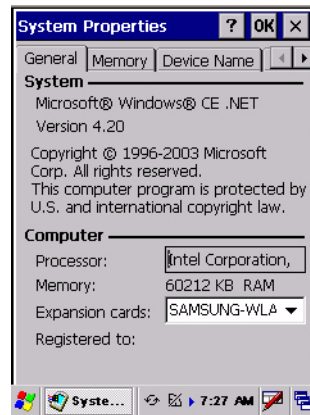 System Properties ? OK ×
General Memory Device Name
System
Microsoft® Windows® CE .NET
Version 4.20
Copyright © 1996-2003 Microsoft
Corp. All rights reserved.
This computer program is protected by
U.S. and international copyright law.
Computer
Processor: Intel Corporation,
Memory: 60212 KB RAM
Expansion cards: SAMSUNG-WLA
Registered to:
Syste... 7:27 AM